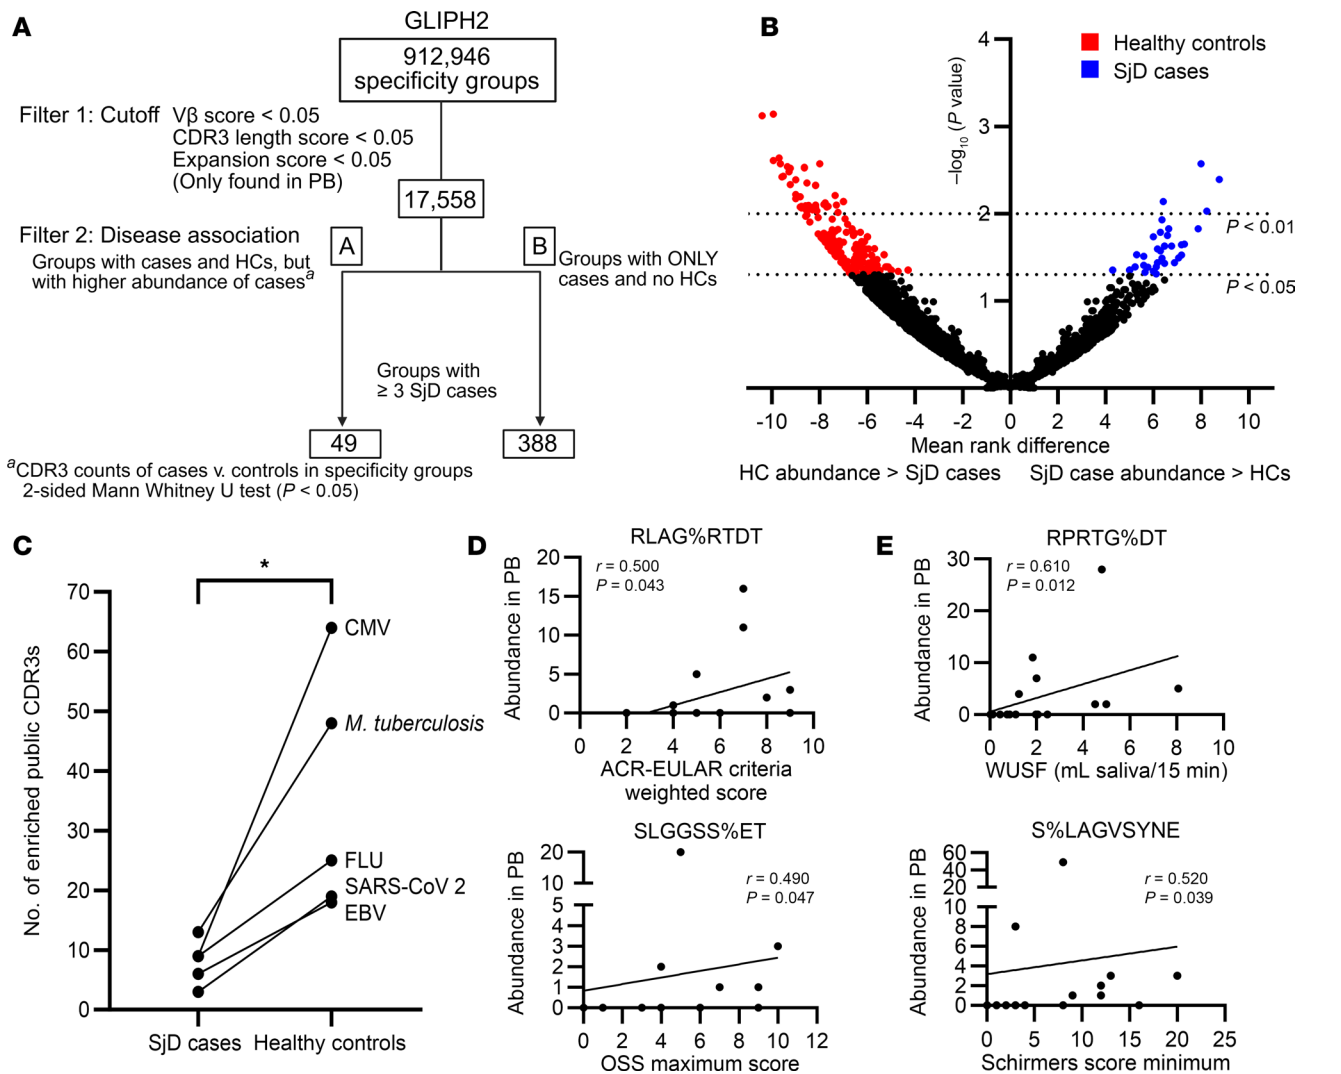 A
GLIPH2
912,946
specificity groups
Filter 1: Cutoff
Vβ score < 0.05
CDR3 length score < 0.05
Expansion score < 0.05
(Only found in PB)
17,558
Filter 2: Disease association
Groups with cases and HCs, but
with higher abundance of casesᵃ
A
B
Groups with ONLY
cases and no HCs
Groups with
≥ 3 SjD cases
49
388
ᵃCDR3 counts of cases v. controls in specificity groups
2-sided Mann Whitney U test (P < 0.05)
B
Healthy controls
SjD cases
–log₁₀ (P value)
4
3
2
1
P < 0.01
P < 0.05
-10 -8 -6 -4 -2 0 2 4 6 8 10
Mean rank difference
HC abundance > SjD cases
SjD case abundance > HCs
C
*
No. of enriched public CDR3s
70
60
50
40
30
20
10
0
CMV
M. tuberculosis
FLU
SARS-CoV 2
EBV
SjD cases
Healthy controls
D
RLAG%RTDT
r = 0.500
P = 0.043
Abundance in PB
20
15
10
5
0
0 2 4 6 8 10
ACR-EULAR criteria
weighted score
SLGGSS%ET
r = 0.490
P = 0.047
Abundance in PB
20
10
5
4
3
2
1
0
0 2 4 6 8 10 12
OSS maximum score
E
RPRTG%DT
r = 0.610
P = 0.012
Abundance in PB
30
20
10
0
0 2 4 6 8 10
WUSF (mL saliva/15 min)
S%LAGVSYNE
r = 0.520
P = 0.039
Abundance in PB
60
40
20
10
8
6
4
2
0
0 5 10 15 20 25
Schirmers score minimum